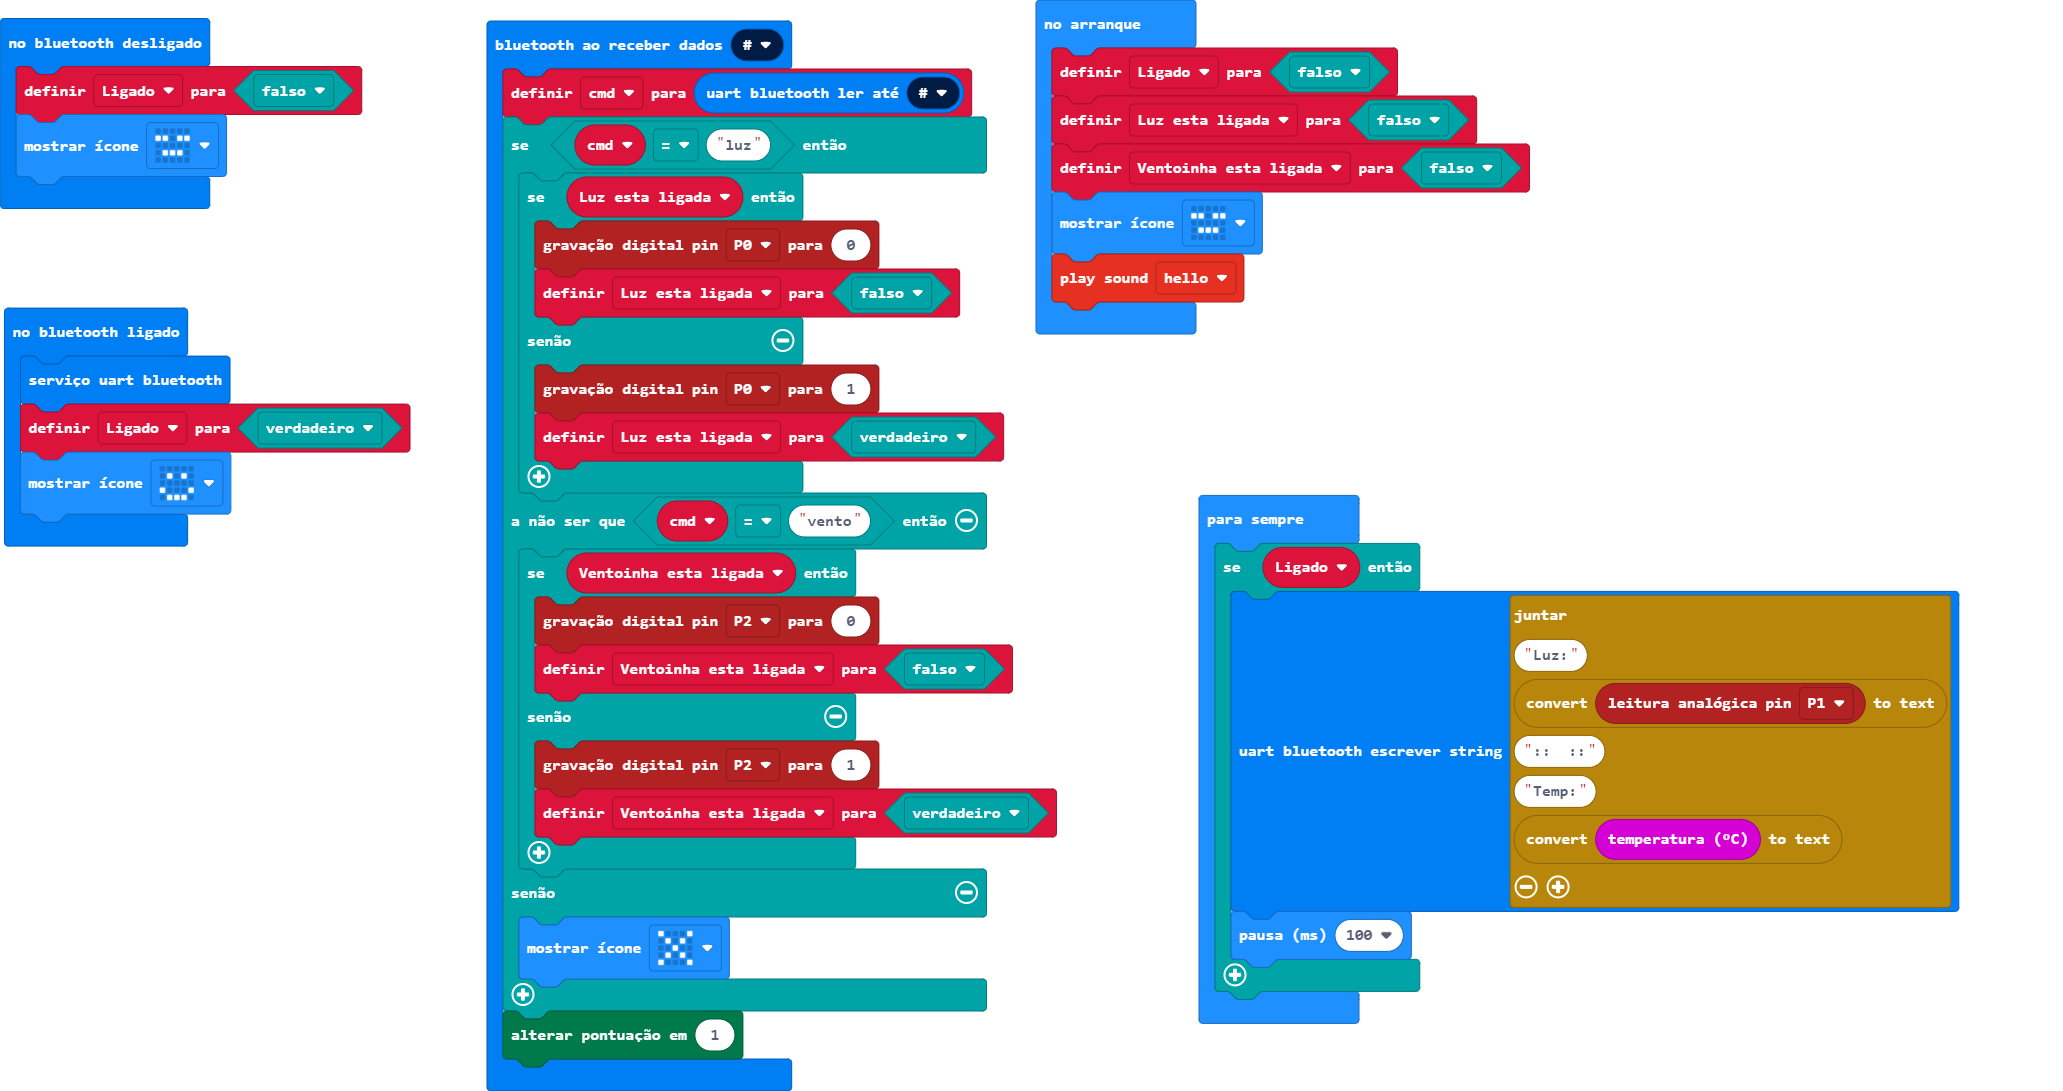 no bluetooth desligado
definir Ligado para falso
mostrar ícone
no bluetooth ligado
serviço uart bluetooth
definir Ligado para verdadeiro
mostrar ícone
bluetooth ao receber dados #
definir cmd para uart bluetooth ler até #
se cmd = "luz" então
se Luz esta ligada então
gravação digital pin P0 para 0
definir Luz esta ligada para falso
senão
gravação digital pin P0 para 1
definir Luz esta ligada para verdadeiro
a não ser que cmd = "vento" então
se Ventoinha esta ligada então
gravação digital pin P2 para 0
definir Ventoinha esta ligada para falso
senão
gravação digital pin P2 para 1
definir Ventoinha esta ligada para verdadeiro
senão
mostrar ícone
alterar pontuação em 1
no arranque
definir Ligado para falso
definir Luz esta ligada para falso
definir Ventoinha esta ligada para falso
mostrar ícone
play sound hello
para sempre
se Ligado então
uart bluetooth escrever string
juntar
"Luz:"
convert leitura analógica pin P1 to text
"::  ::"
"Temp:"
convert temperatura (ºC) to text
pausa (ms) 100